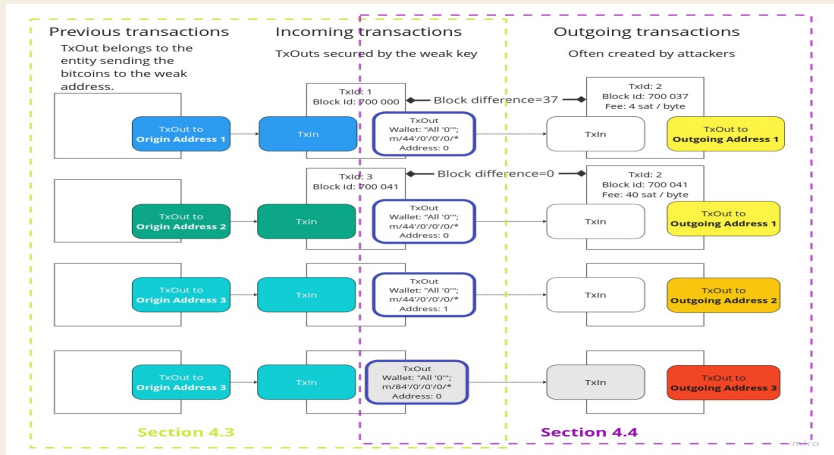 Previous transactions
TxOut belongs to the
entity sending the
bitcoins to the weak
address.
Incoming transactions
TxOuts secured by the weak key
Outgoing transactions
Often created by attackers
TxId: 1
Block Id: 700 000
Block difference=37
TxId: 2
Block Id: 700 037
Fee: 4 sat / byte
TxOut to
Origin Address 1
TxIn
TxOut
Wallet: "All '0'";
m/44'/0'/0'/0/*
Address: 0
TxIn
TxOut to
Outgoing Address 1
TxId: 3
Block Id: 700 041
Block difference=0
TxId: 2
Block Id: 700 041
Fee: 40 sat / byte
TxOut to
Origin Address 2
TxIn
TxOut
Wallet: "All '0'";
m/44'/0'/0'/0/*
Address: 0
TxIn
TxOut to
Outgoing Address 1
TxOut to
Origin Address 3
TxIn
TxOut
Wallet: "All '0'";
m/44'/0'/0'/0/*
Address: 1
TxIn
TxOut to
Outgoing Address 2
TxOut to
Origin Address 3
TxIn
TxOut
Wallet: "All '0'";
m/84'/0'/0'/0/*
Address: 0
TxIn
TxOut to
Outgoing Address 3
Section 4.3
Section 4.4
miro